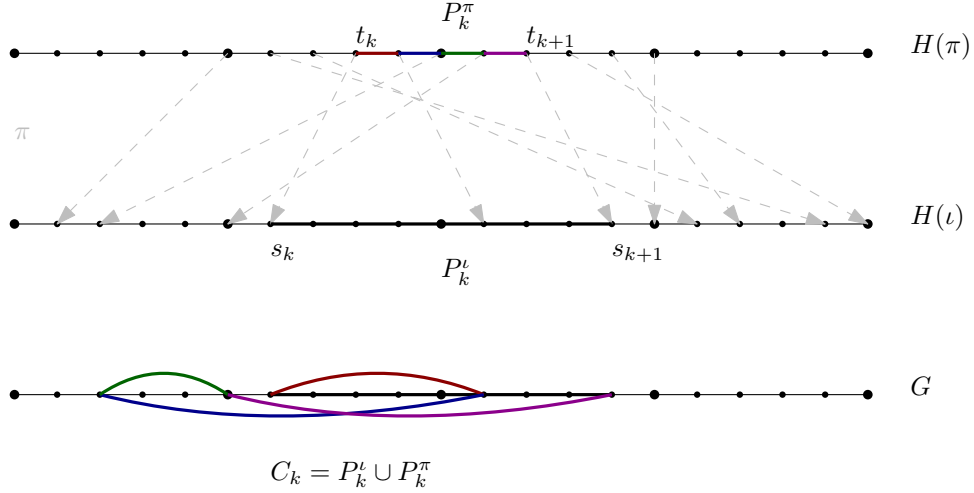 P_k^π
t_k t_{k+1} H(π)
π
H(ι)
s_k s_{k+1}
P_k^ι
G
C_k = P_k^ι ∪ P_k^π